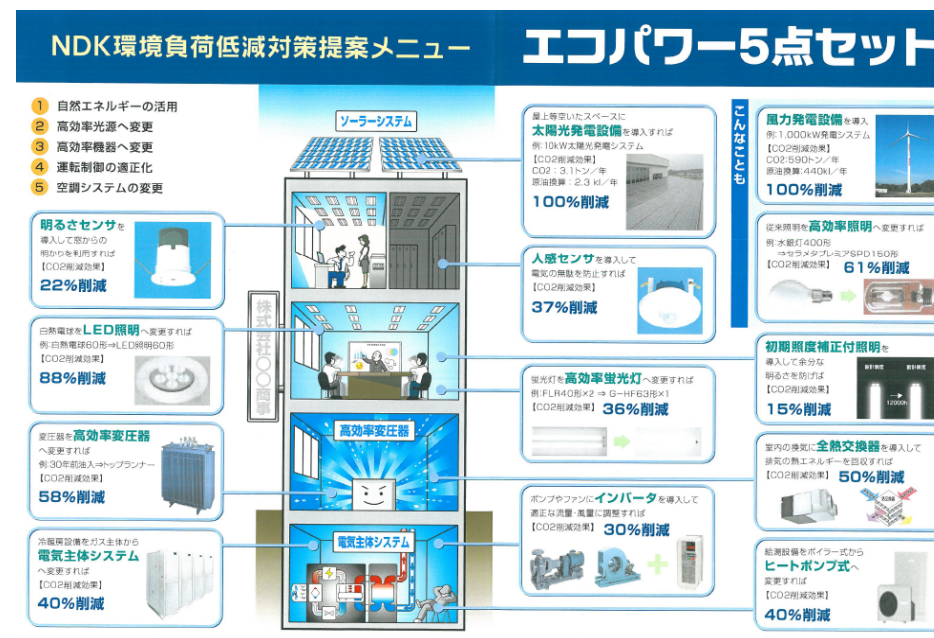 NDK環境負荷低減対策提案メニュー
エコパワー5点セット
1 自然エネルギーの活用
2 高効率光源へ変更
3 高効率機器へ変更
4 運転制御の適正化
5 空調システムの変更
明るさセンサを
導入して窓からの
明かりを利用すれば
【CO2削減効果】
22%削減
白熱電球をLED照明へ変更すれば
例:白熱電球60形⇒LED照明60形
【CO2削減効果】
88%削減
変圧器を高効率変圧器
へ変更すれば
例:30年前油入⇒トップランナー
【CO2削減効果】
58%削減
冷暖房設備をガス主体から
電気主体システム
へ変更すれば
【CO2削減効果】
40%削減
ソーラーシステム
株式会社〇〇商事
高効率変圧器
電気主体システム
屋上等空いたスペースに
太陽光発電設備を導入すれば
例:10kW太陽光発電システム
【CO2削減効果】
CO2:3.1トン/年
原油換算:2.3 kl/年
100%削減
人感センサを導入して
電気の無駄を防止すれば
【CO2削減効果】
37%削減
蛍光灯を高効率蛍光灯へ変更すれば
例:FLR40形×2 ⇒ G-HF63形×1
【CO2削減効果】 36%削減
ポンプやファンにインバータを導入して
適正な流量・風量に調整すれば
【CO2削減効果】 30%削減
こんなことも
風力発電設備を導入
例:1,000kW発電システム
【CO2削減効果】
CO2:590トン/年
原油換算:440kl/年
100%削減
従来照明を高効率照明へ変更すれば
例:水銀灯400形
⇒セラメタプレミアSPD150形
【CO2削減効果】 61%削減
初期照度補正付照明を
導入して余分な
明るさを防げば
【CO2削減効果】
15%削減
設計照度
設計照度
12000h
室内の換気に全熱交換器を導入して
排気の熱エネルギーを回収すれば
【CO2削減効果】 50%削減
給湯設備をボイラー式から
ヒートポンプ式へ
変更すれば
【CO2削減効果】
40%削減